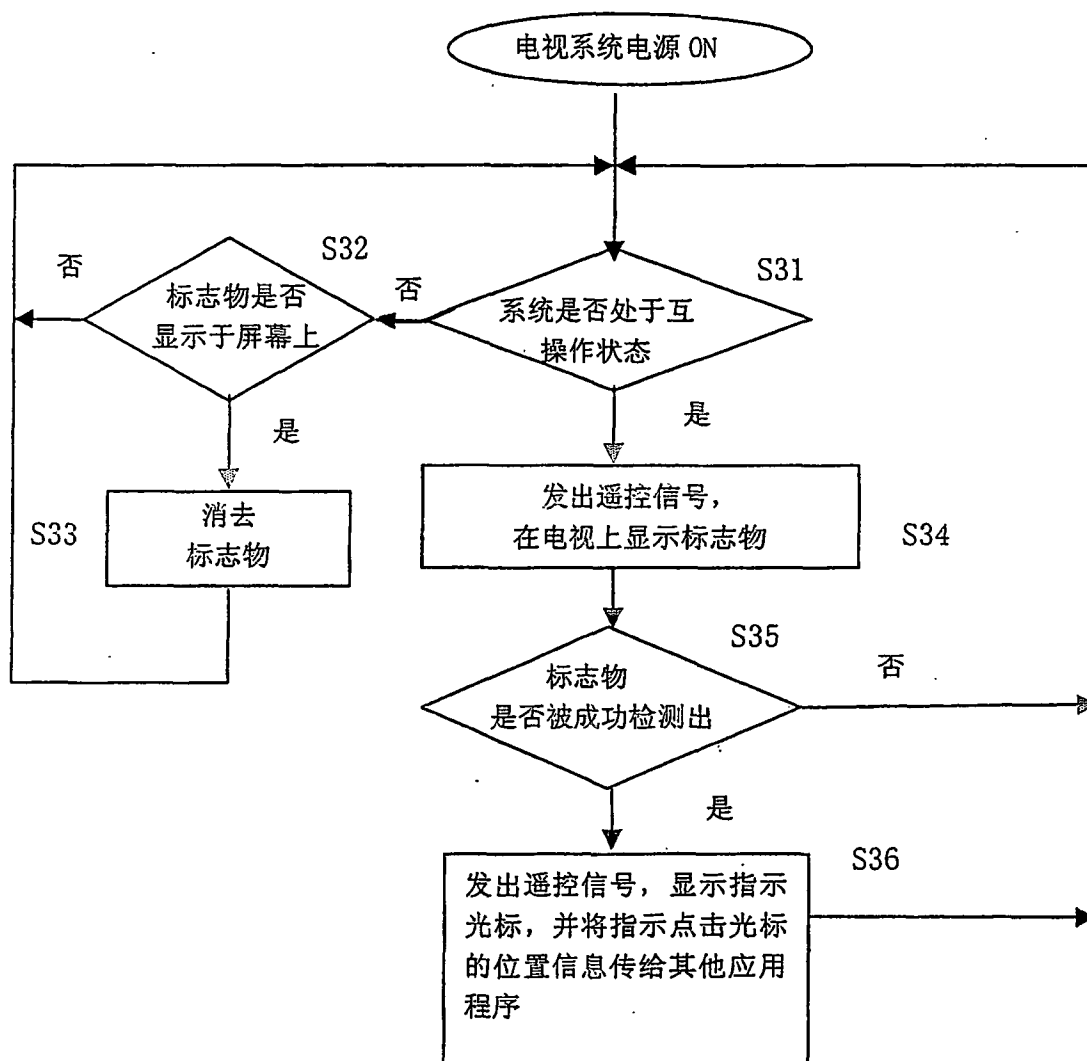 电视系统电源 ON
S32
否
标志物是否
显示于屏幕上
否
S31
系统是否处于互
操作状态
是
是
S33
消去
标志物
发出遥控信号，
在电视上显示标志物
S34
S35
标志物
是否被成功检测出
否
是
S36
发出遥控信号，显示指示
光标，并将指示点击光标
的位置信息传给其他应用
程序